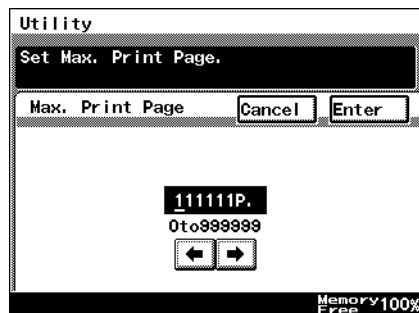 Utility
Set Max. Print Page.
Max. Print Page Cancel Enter
111111P.
0to999999
Memory Free 100%